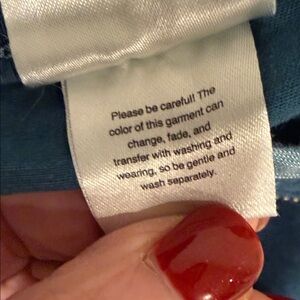 Please be careful! The
color of this garment can
change, fade, and
transfer with washing and
wearing, so be gentle and
wash separately.